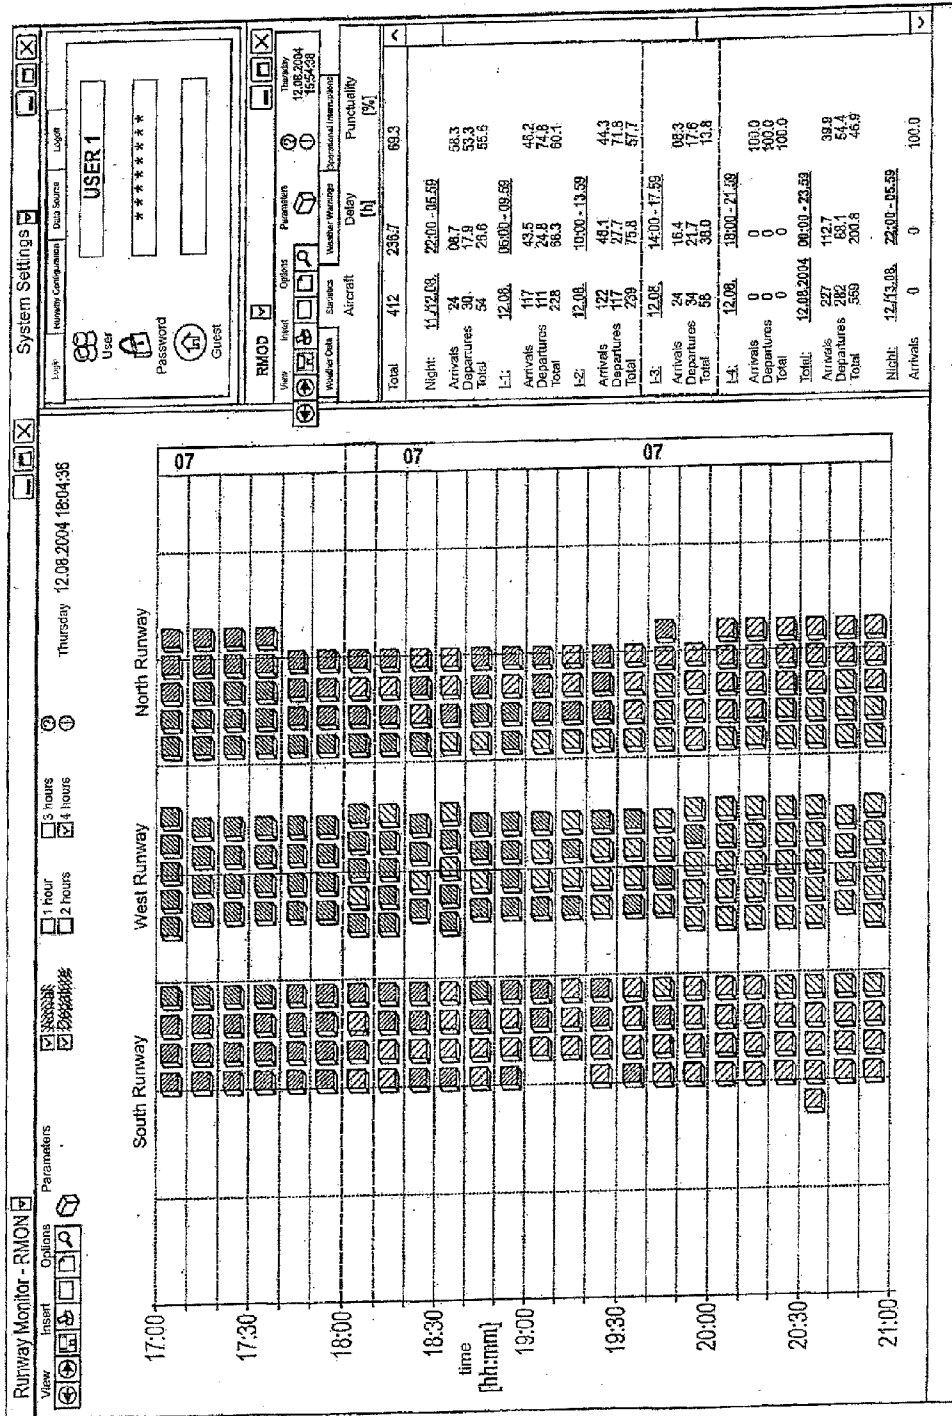 Runway Monitor - RMON
View Insert Options Parameters
1 hour 3 hours
2 hours 4 hours
Thursday 12.08.2004 18:04:36
South Runway West Runway North Runway
17:00
17:30
18:00
18:30
19:00
19:30
20:00
20:30
21:00
time
[hh:mm]
07
07
07
System Settings
Login Runway Configuration Data Source Logoff
User USER 1
Password ********
Guest
RMOD
View Insert Options Parameters
Thursday
12.08.2004
15:54:38
Weather Data Statistics Weather Warnings Operational Interruptions
Aircraft Delay Punctuality
[h] [%]
Total 412 236.7 69.3
Night: 11./12.08. 22:00 - 05.59
Arrivals 24 08.7 58.3
Departures 30 17.9 53.3
Total 54 26.6 55.6
I-1: 12.08. 06:00 - 09.59
Arrivals 117 43.5 46.2
Departures 111 24.8 74.8
Total 228 68.3 60.1
I-2: 12.08. 10:00 - 13.59
Arrivals 122 48.1 44.3
Departures 117 27.7 71.8
Total 239 75.8 57.7
I-3: 12.08. 14:00 - 17.59
Arrivals 24 16.4 08.3
Departures 34 21.7 17.6
Total 58 38.0 13.8
I-4: 12.08. 18:00 - 21.59
Arrivals 0 0 100.0
Departures 0 0 100.0
Total 0 0 100.0
Total: 12.08.2004 00:00 - 23.59
Arrivals 227 112.7 39.9
Departures 282 54.4
Total 559 200.8 46.9
Night: 12./13.08. 22:00 - 05.59
Arrivals 0 0 100.0